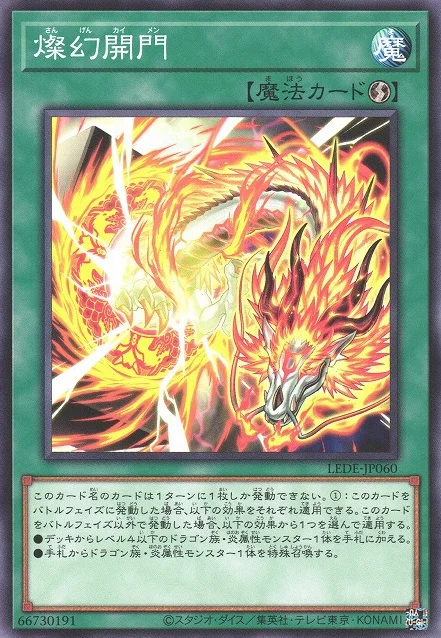 燦幻開門
魔
【魔法カード】
LEDE-JP060
このカード名のカードは1ターンに1枚しか発動できない。①:このカードを
バトルフェイズに発動した場合、以下の効果をそれぞれ適用できる。このカー
ドをバトルフェイズ以外で発動した場合、以下の効果から1つを選んで適用する。
●デッキからレベル4以下のドラゴン族・炎属性モンスター1体を手札に加える。
●手札からドラゴン族・炎属性モンスター1体を特殊召喚する。
66730191
©スタジオ・ダイス/集英社・テレビ東京・KONAMI